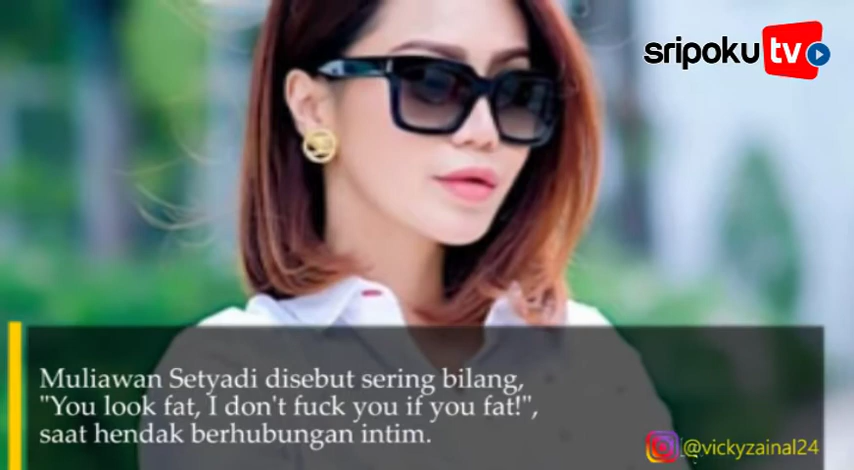 sripoku tv
Muliawan Setyadi disebut sering bilang,
"You look fat, I don't fuck you if you fat!",
saat hendak berhubungan intim.
@vickyzainal24